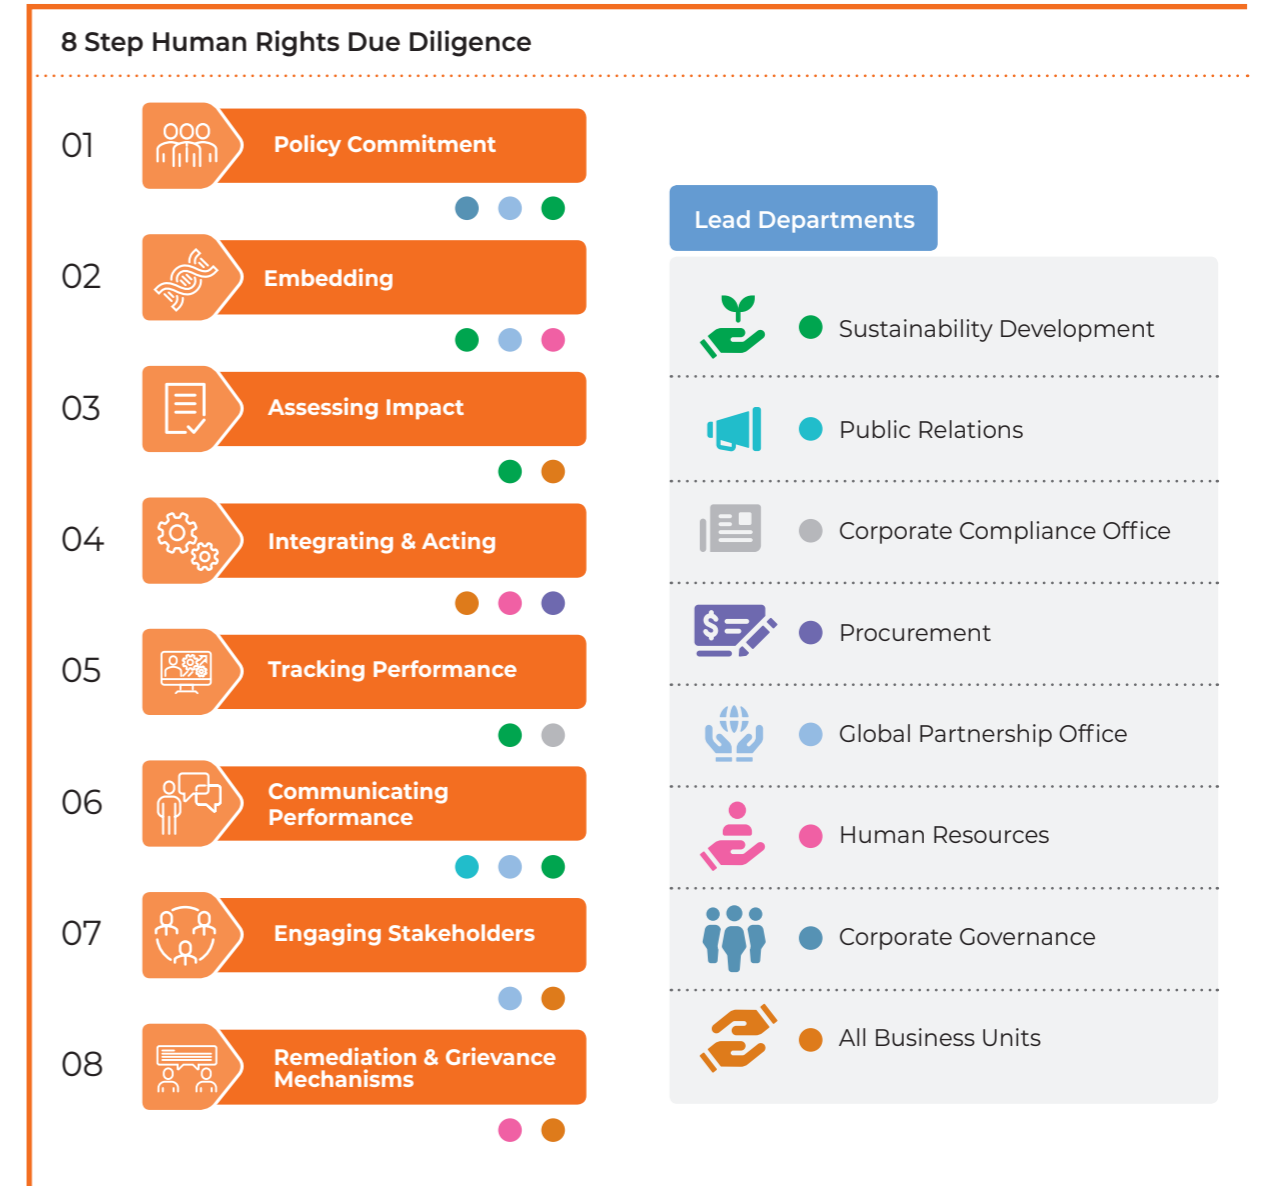 8 Step Human Rights Due Diligence
01
Policy Commitment
02
Embedding
03
Assessing Impact
04
Integrating & Acting
05
Tracking Performance
06
Communicating
Performance
07
Engaging Stakeholders
08
Remediation & Grievance
Mechanisms
Lead Departments
Sustainability Development
Public Relations
Corporate Compliance Office
$
Procurement
Global Partnership Office
Human Resources
Corporate Governance
All Business Units